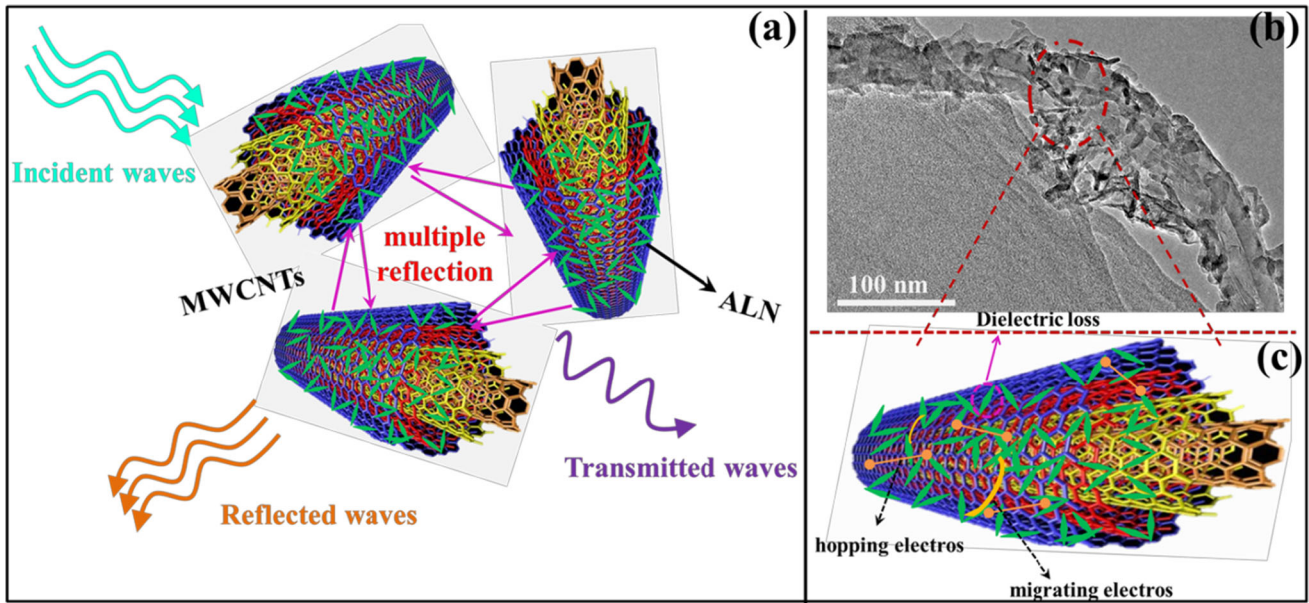 (a)
Incident waves
MWCNTs
multiple
reflection
ALN
Transmitted waves
Reflected waves
(b)
100 nm
Dielectric loss
(c)
hopping electros
migrating electros